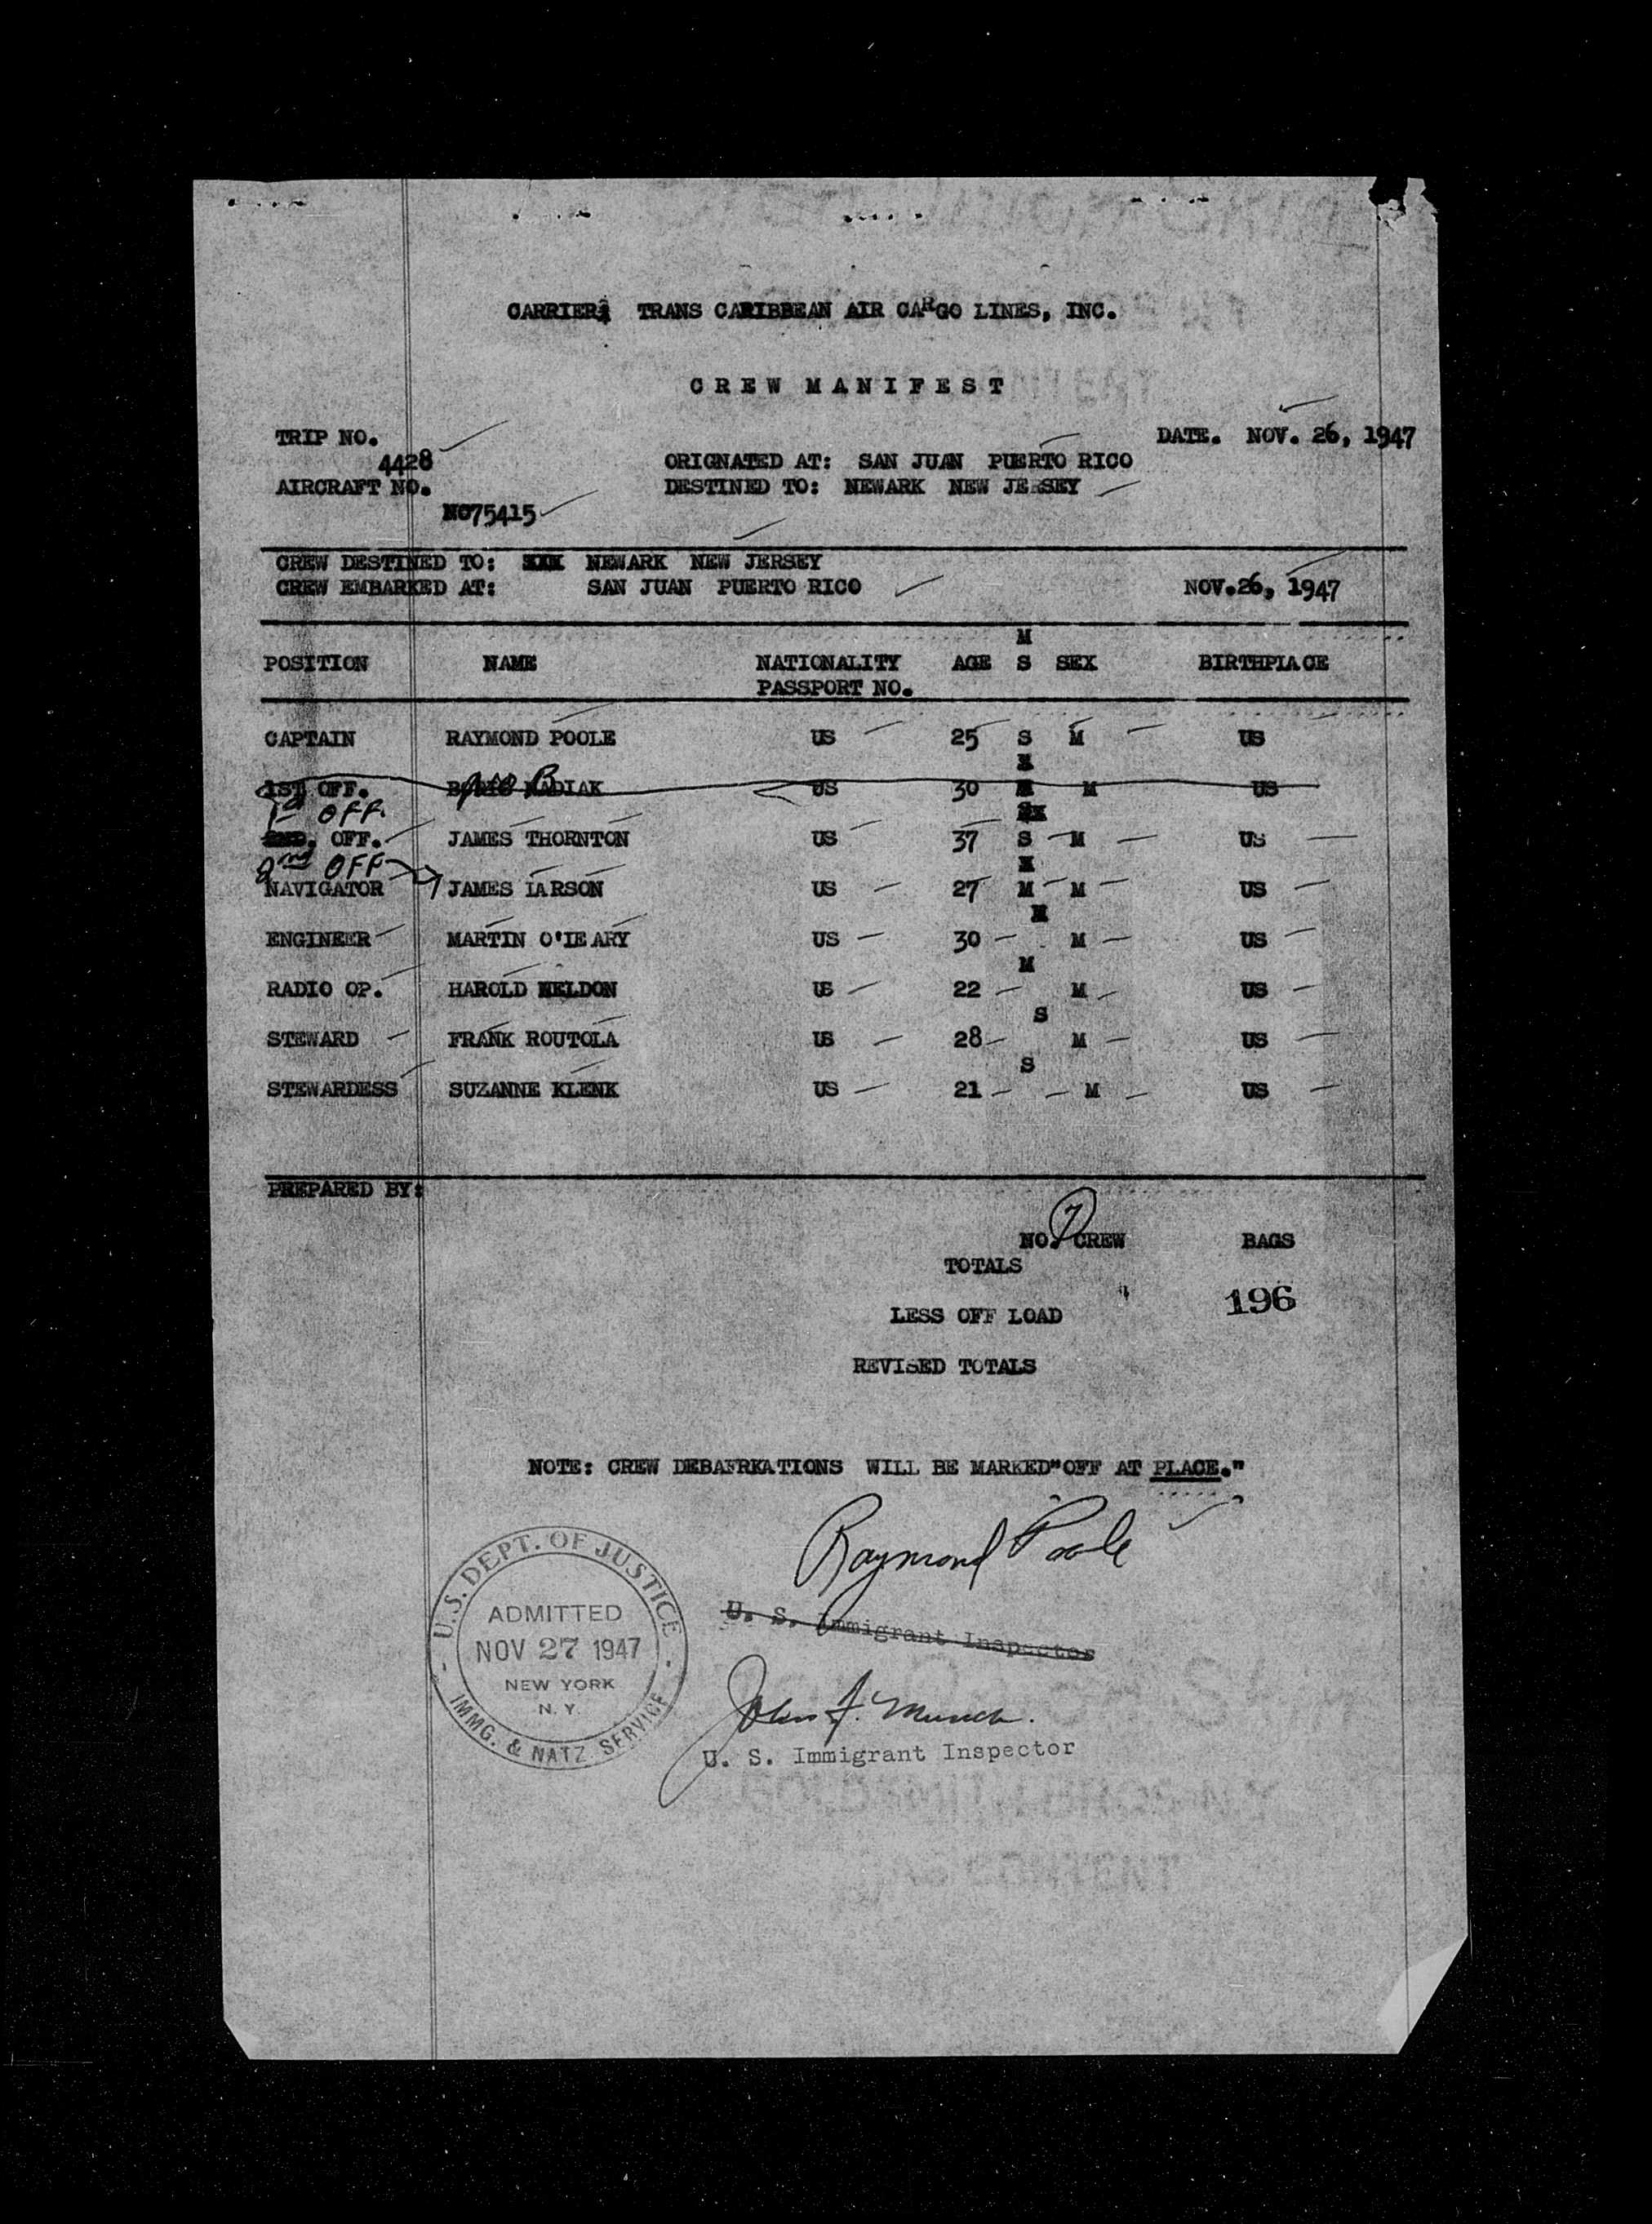 CARRIER: TRANS CARIBBEAN AIR CARGO LINES, INC.
CREW MANIFEST
TRIP NO. DATE. NOV. 26, 1947
4428 ORIGNATED AT: SAN JUAN PUERTO RICO
AIRCRAFT NO. DESTINED TO: NEWARK NEW JERSEY
NC75415
CREW DESTINED TO: XXX NEWARK NEW JERSEY
CREW EMBARKED AT: SAN JUAN PUERTO RICO NOV.26, 1947
M
POSITION NAME NATIONALITY AGE S SEX BIRTHPLACE
PASSPORT NO.
CAPTAIN RAYMOND POOLE US 25 S M US
1ST OFF. US 30 M US
1st OFF.
2ND. OFF. JAMES THORNTON US 37 S M US
2nd OFF
NAVIGATOR JAMES LARSON US 27 M M US
M
ENGINEER MARTIN O'LEARY US 30 M US
M
RADIO OP. HAROLD WELDON US 22 M US
S
STEWARD FRANK ROUTOLA US 28 M US
S
STEWARDESS SUZANNE KLENK US 21 M US
PREPARED BY:
7
NO. CREW BAGS
TOTALS
196
LESS OFF LOAD
REVISED TOTALS
NOTE: CREW DEBAFRKATIONS WILL BE MARKED"OFF AT PLACE."
Raymond Poole
U. S. Immigrant Inspector
U.S. DEPT. OF JUSTICE
ADMITTED
NOV 27 1947
NEW YORK
N.Y.
IMMG. & NATZ SERVICE
John J. Munch.
U. S. Immigrant Inspector